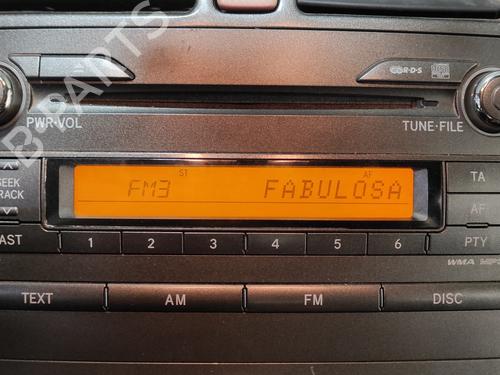 B-PARTS
R·D·S
PWR·VOL
TUNE·FILE
SEEK
TRACK
ST
AF
FM3 FABULOSA
TA
AF
AST 1 2 3 4 5 6 PTY
WMA MP3
TEXT AM FM DISC